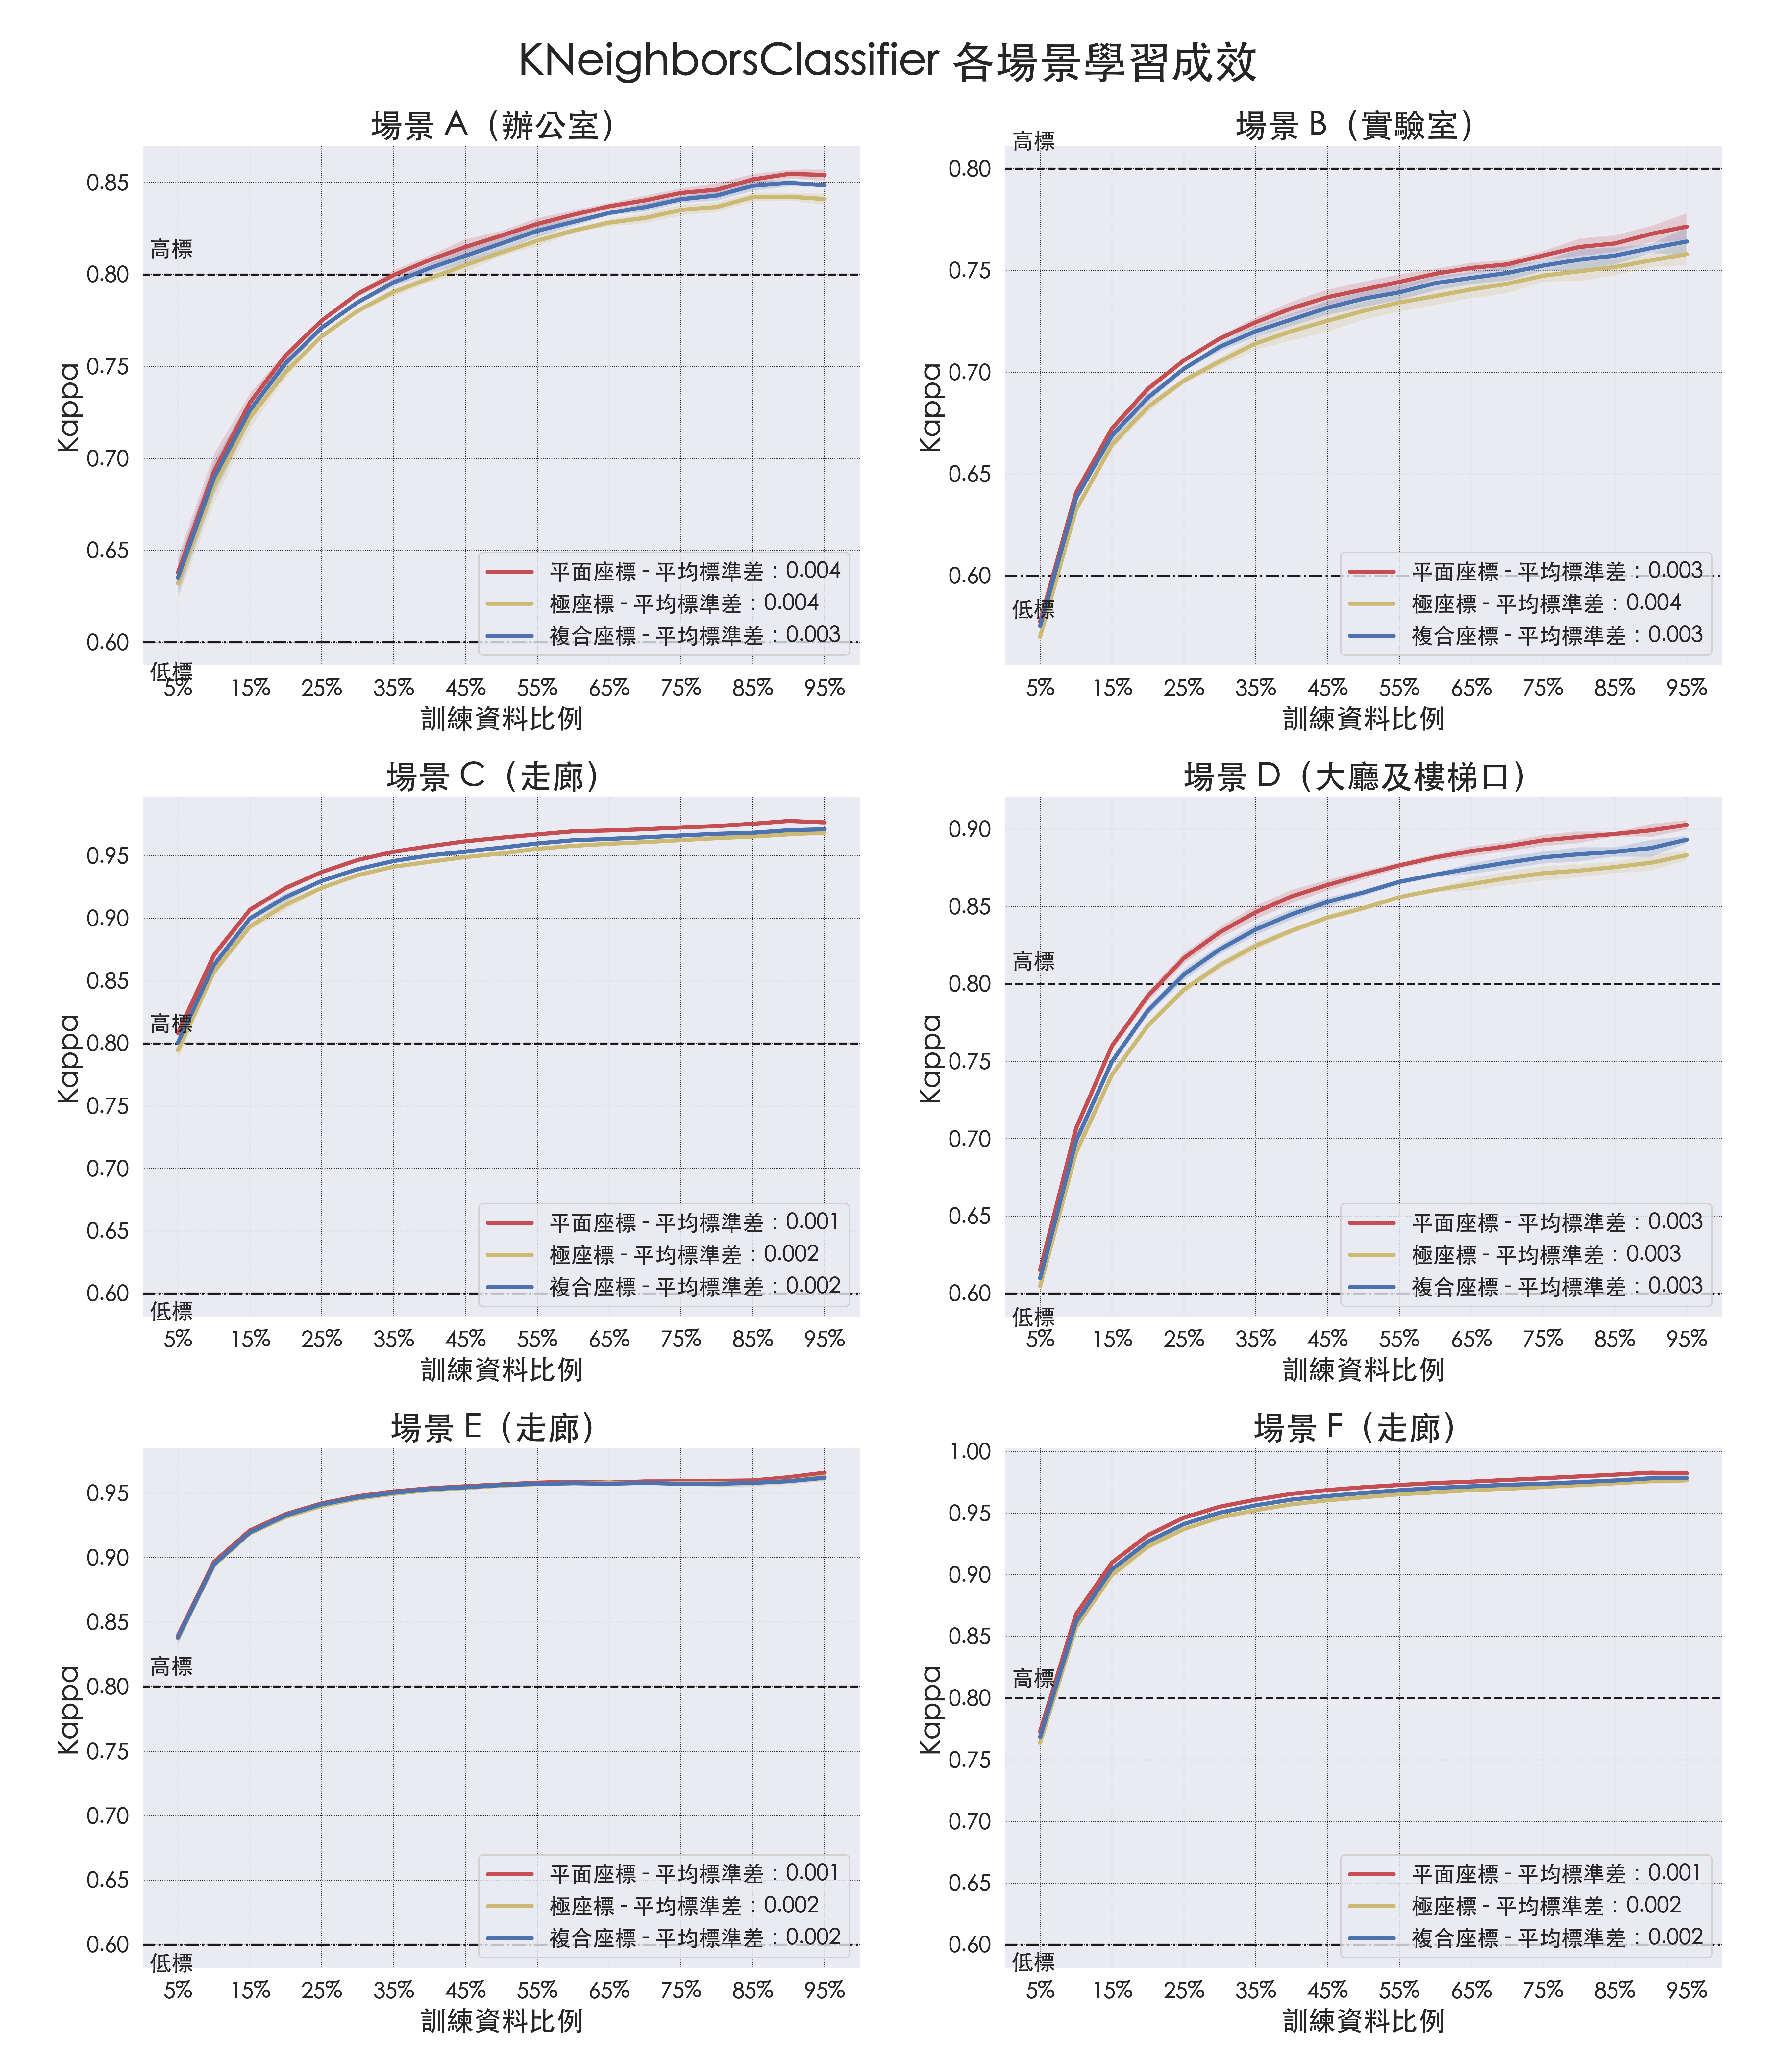 KNeighborsClassifier 各場景學習成效
場景 A（辦公室）
Kappa
0.85
0.80
0.75
0.70
0.65
0.60
高標
低標
平面座標 - 平均標準差：0.004
極座標 - 平均標準差：0.004
複合座標 - 平均標準差：0.003
5% 15% 25% 35% 45% 55% 65% 75% 85% 95%
訓練資料比例
場景 B（實驗室）
Kappa
高標
0.80
0.75
0.70
0.65
0.60
低標
平面座標 - 平均標準差：0.003
極座標 - 平均標準差：0.004
複合座標 - 平均標準差：0.003
5% 15% 25% 35% 45% 55% 65% 75% 85% 95%
訓練資料比例
場景 C（走廊）
Kappa
0.95
0.90
0.85
0.80
0.75
0.70
0.65
0.60
高標
低標
平面座標 - 平均標準差：0.001
極座標 - 平均標準差：0.002
複合座標 - 平均標準差：0.002
5% 15% 25% 35% 45% 55% 65% 75% 85% 95%
訓練資料比例
場景 D（大廳及樓梯口）
Kappa
0.90
0.85
0.80
0.75
0.70
0.65
0.60
高標
低標
平面座標 - 平均標準差：0.003
極座標 - 平均標準差：0.003
複合座標 - 平均標準差：0.003
5% 15% 25% 35% 45% 55% 65% 75% 85% 95%
訓練資料比例
場景 E（走廊）
Kappa
0.95
0.90
0.85
0.80
0.75
0.70
0.65
0.60
高標
低標
平面座標 - 平均標準差：0.001
極座標 - 平均標準差：0.002
複合座標 - 平均標準差：0.002
5% 15% 25% 35% 45% 55% 65% 75% 85% 95%
訓練資料比例
場景 F（走廊）
Kappa
1.00
0.95
0.90
0.85
0.80
0.75
0.70
0.65
0.60
高標
低標
平面座標 - 平均標準差：0.001
極座標 - 平均標準差：0.002
複合座標 - 平均標準差：0.002
5% 15% 25% 35% 45% 55% 65% 75% 85% 95%
訓練資料比例